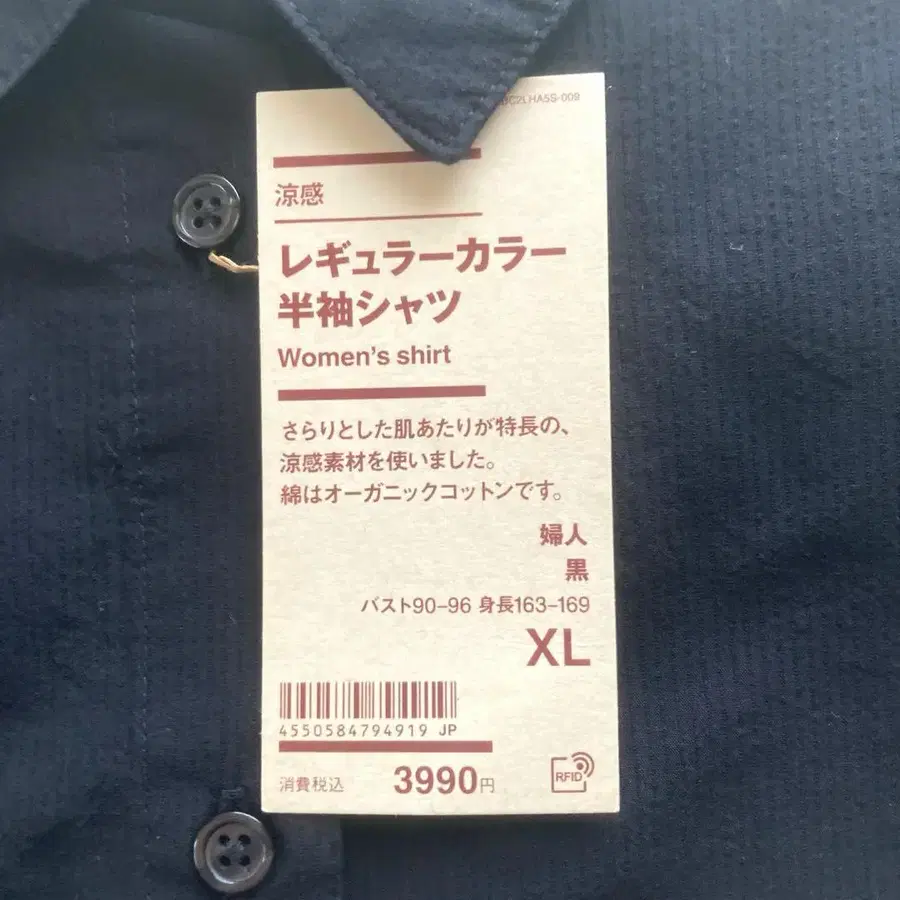 涼感
レギュラーカラー
半袖シャツ
Women's shirt
さらりとした肌あたりが特長の、
涼感素材を使いました。
綿はオーガニックコットンです。
婦人
黒
バスト90-96 身長163-169
XL
4550584794919 JP
消費税込 3990円
RFID